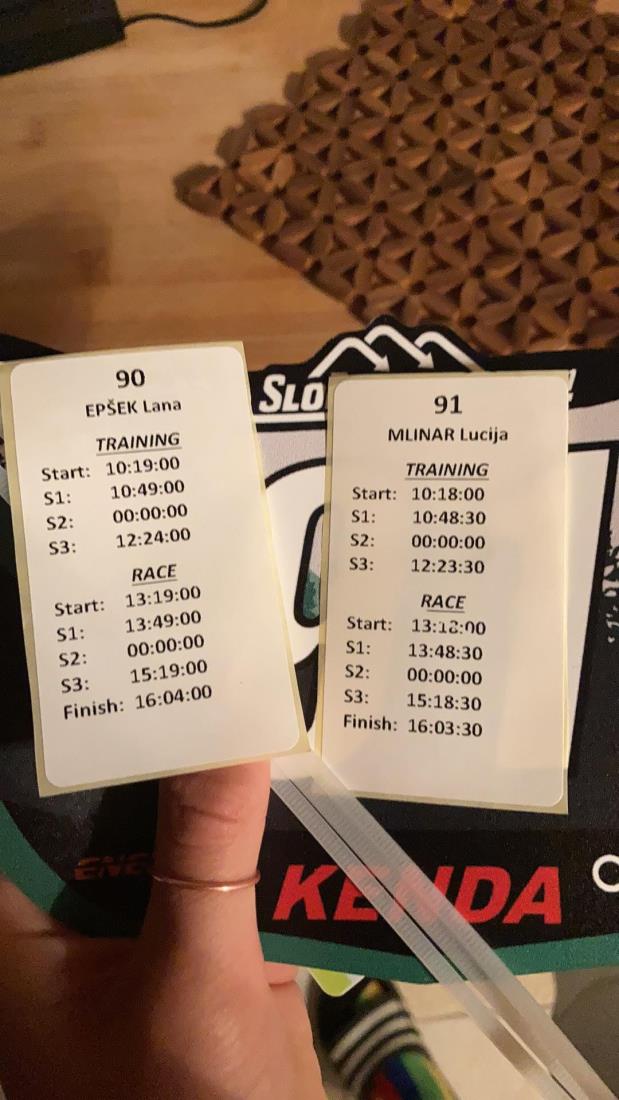 90
EPŠEK Lana
TRAINING
Start: 10:19:00
S1: 10:49:00
S2: 00:00:00
S3: 12:24:00
RACE
Start: 13:19:00
S1: 13:49:00
S2: 00:00:00
S3: 15:19:00
Finish: 16:04:00
SLO
91
MLINAR Lucija
TRAINING
Start: 10:18:00
S1: 10:48:30
S2: 00:00:00
S3: 12:23:30
RACE
Start:
S1: 13:48:30
S2: 00:00:00
S3: 15:18:30
Finish: 16:03:30
KENDA